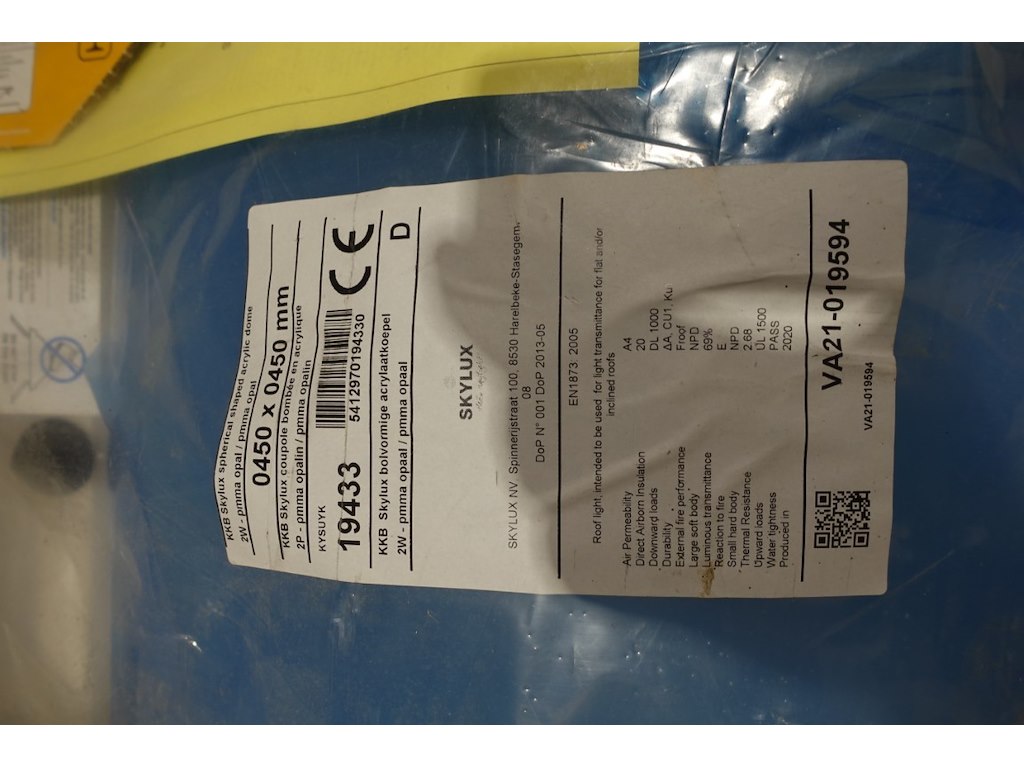 KKB Skylux spherical shaped acrylic dome
2W - pmma opal / pmma opal
0450 x 0450 mm
KKB Skylux coupole bombée en acrylique
2P - pmma opalin / pmma opalin
KYSUYK
19433
5412970194330
CE
KKB Skylux bolvormige acrylaatkoepel
2W - pmma opaal / pmma opaal
D
SKYLUX
SKYLUX NV Spinnerijstraat 100, 8530 Harelbeke-Stasegem.
08
DoP N° 001 DoP 2013-05
EN1873: 2005
Roof light, intended to be used for light transmittance for flat and/or
inclined roofs
Air Permeability A4
Direct Airborn Insulation 20
Downward loads DL 1000
Durability ΔA, CU1, Ku
External fire performance Froof
Large soft body NPD
Luminous transmittance 69%
Reaction to fire E
Small hard body NPD
Thermal Resistance 2.68
Upward loads UL 1500
Water tightness PASS
Produced in 2020
VA21-019594
VA21-019594